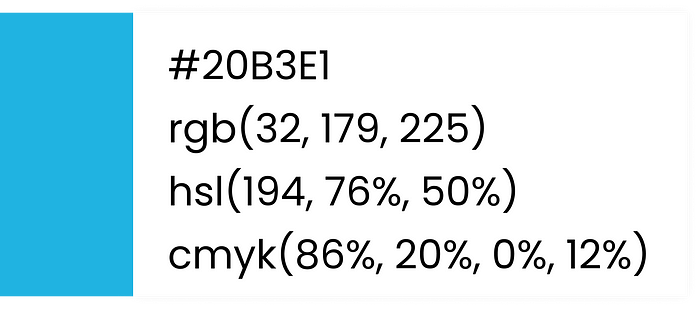 #20B3E1
rgb(32, 179, 225)
hsl(194, 76%, 50%)
cmyk(86%, 20%, 0%, 12%)